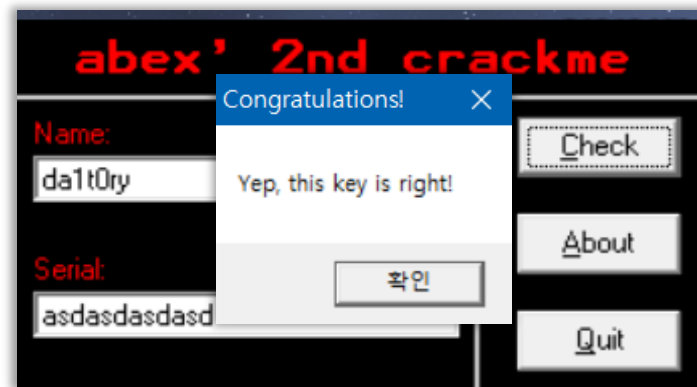 abex' 2nd crackme
Congratulations!
Name:
da1t0ry
Yep, this key is right!
Check
About
Serial:
확인
asdasdasdasd
Quit